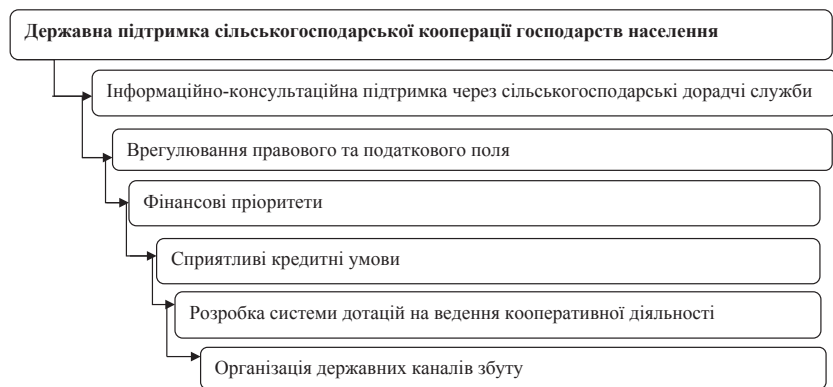 Державна підтримка сільськогосподарської кооперації господарств населення
Інформаційно-консультаційна підтримка через сільськогосподарські дорадчі служби
Врегулювання правового та податкового поля
Фінансові пріоритети
Сприятливі кредитні умови
Розробка системи дотацій на ведення кооперативної діяльності
Організація державних каналів збуту